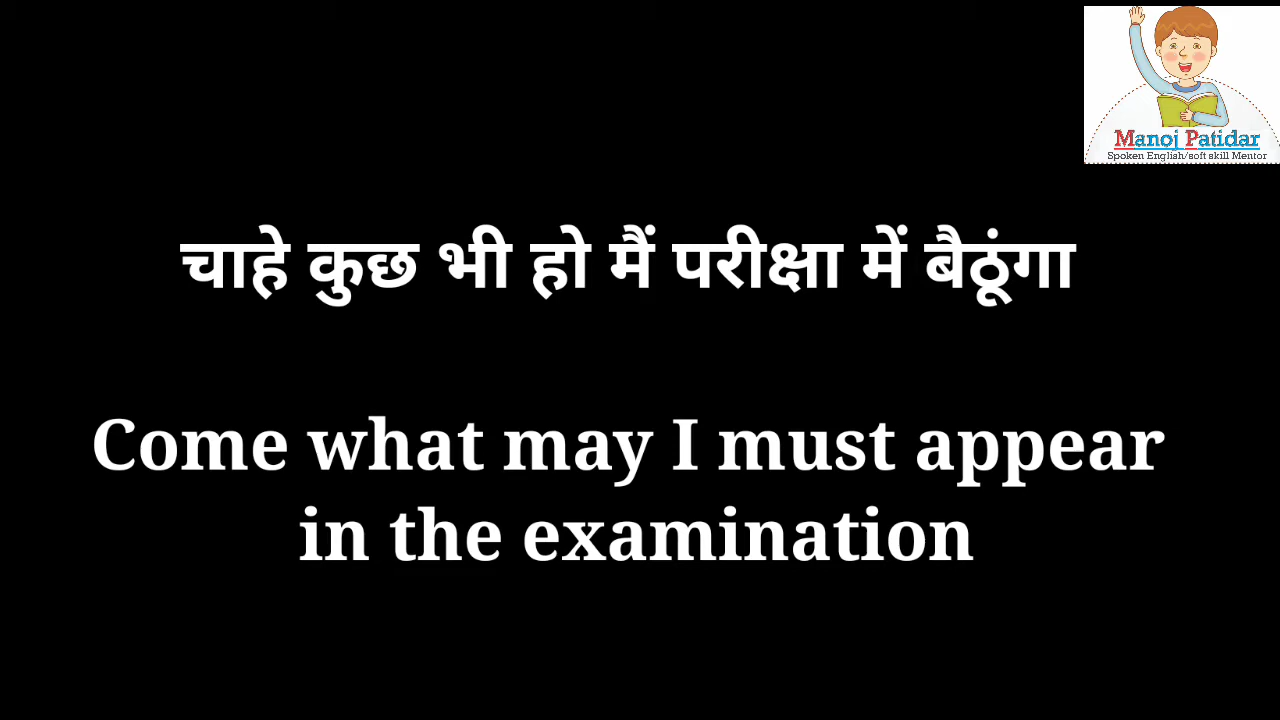 Manoj Patidar
Spoken English/soft skill Mentor
चाहे कुछ भी हो मैं परीक्षा में बैठूंगा
Come what may I must appear
in the examination